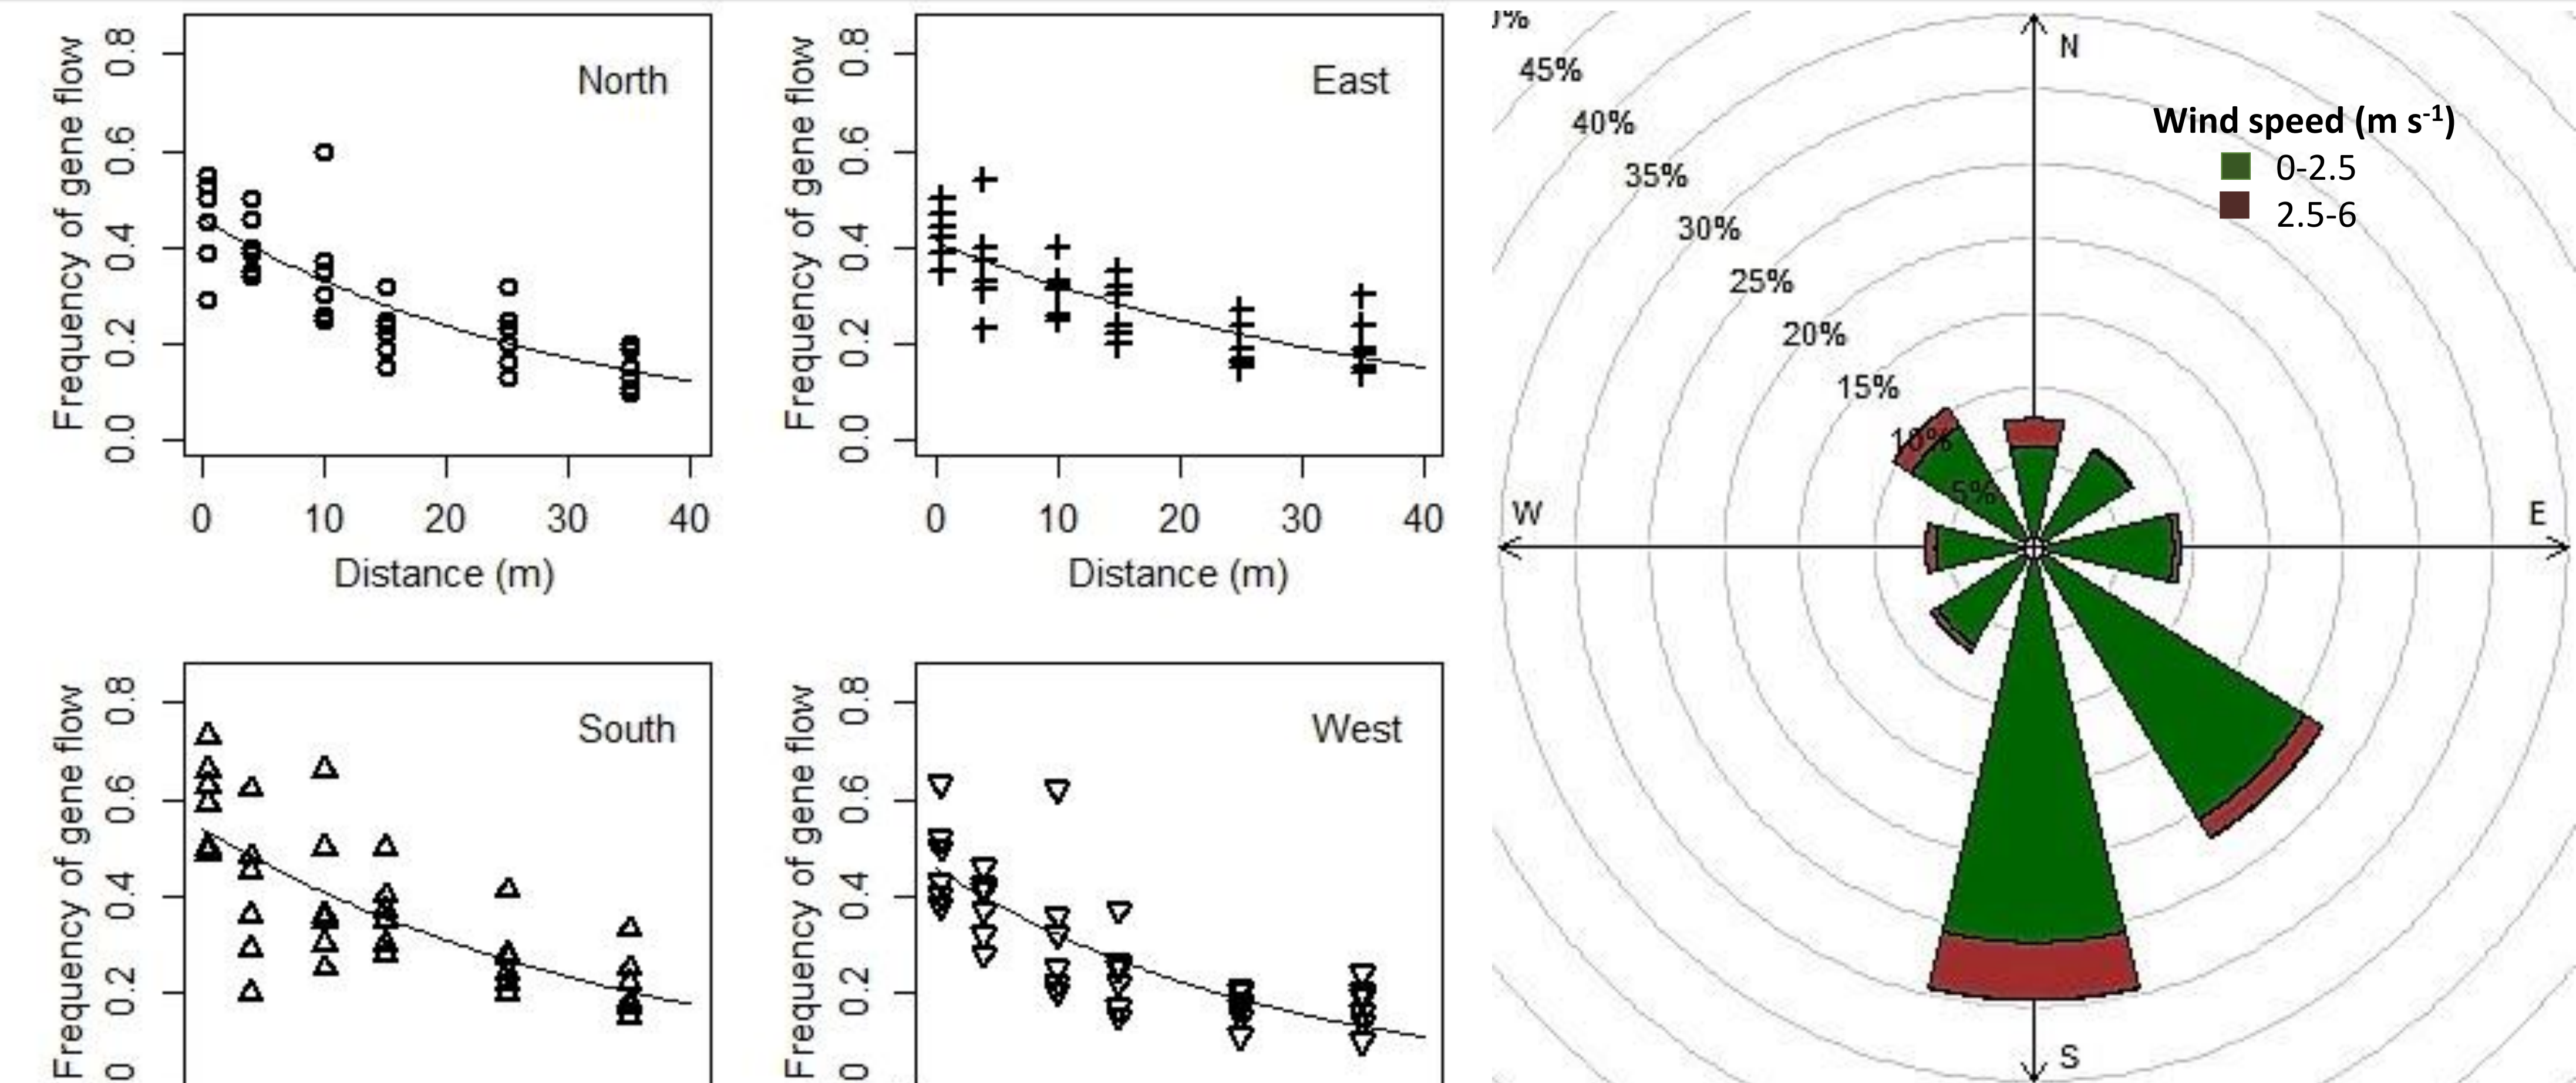 North
Frequency of gene flow
0.0 0.2 0.4 0.6 0.8
0 10 20 30 40
Distance (m)
East
Frequency of gene flow
0.0 0.2 0.4 0.6 0.8
0 10 20 30 40
Distance (m)
South
Frequency of gene flow
0.2 0.4 0.6 0.8
West
Frequency of gene flow
0.2 0.4 0.6 0.8
45%
40%
35%
30%
25%
20%
15%
10%
5%
N
W
E
S
Wind speed (m s-1)
0-2.5
2.5-6